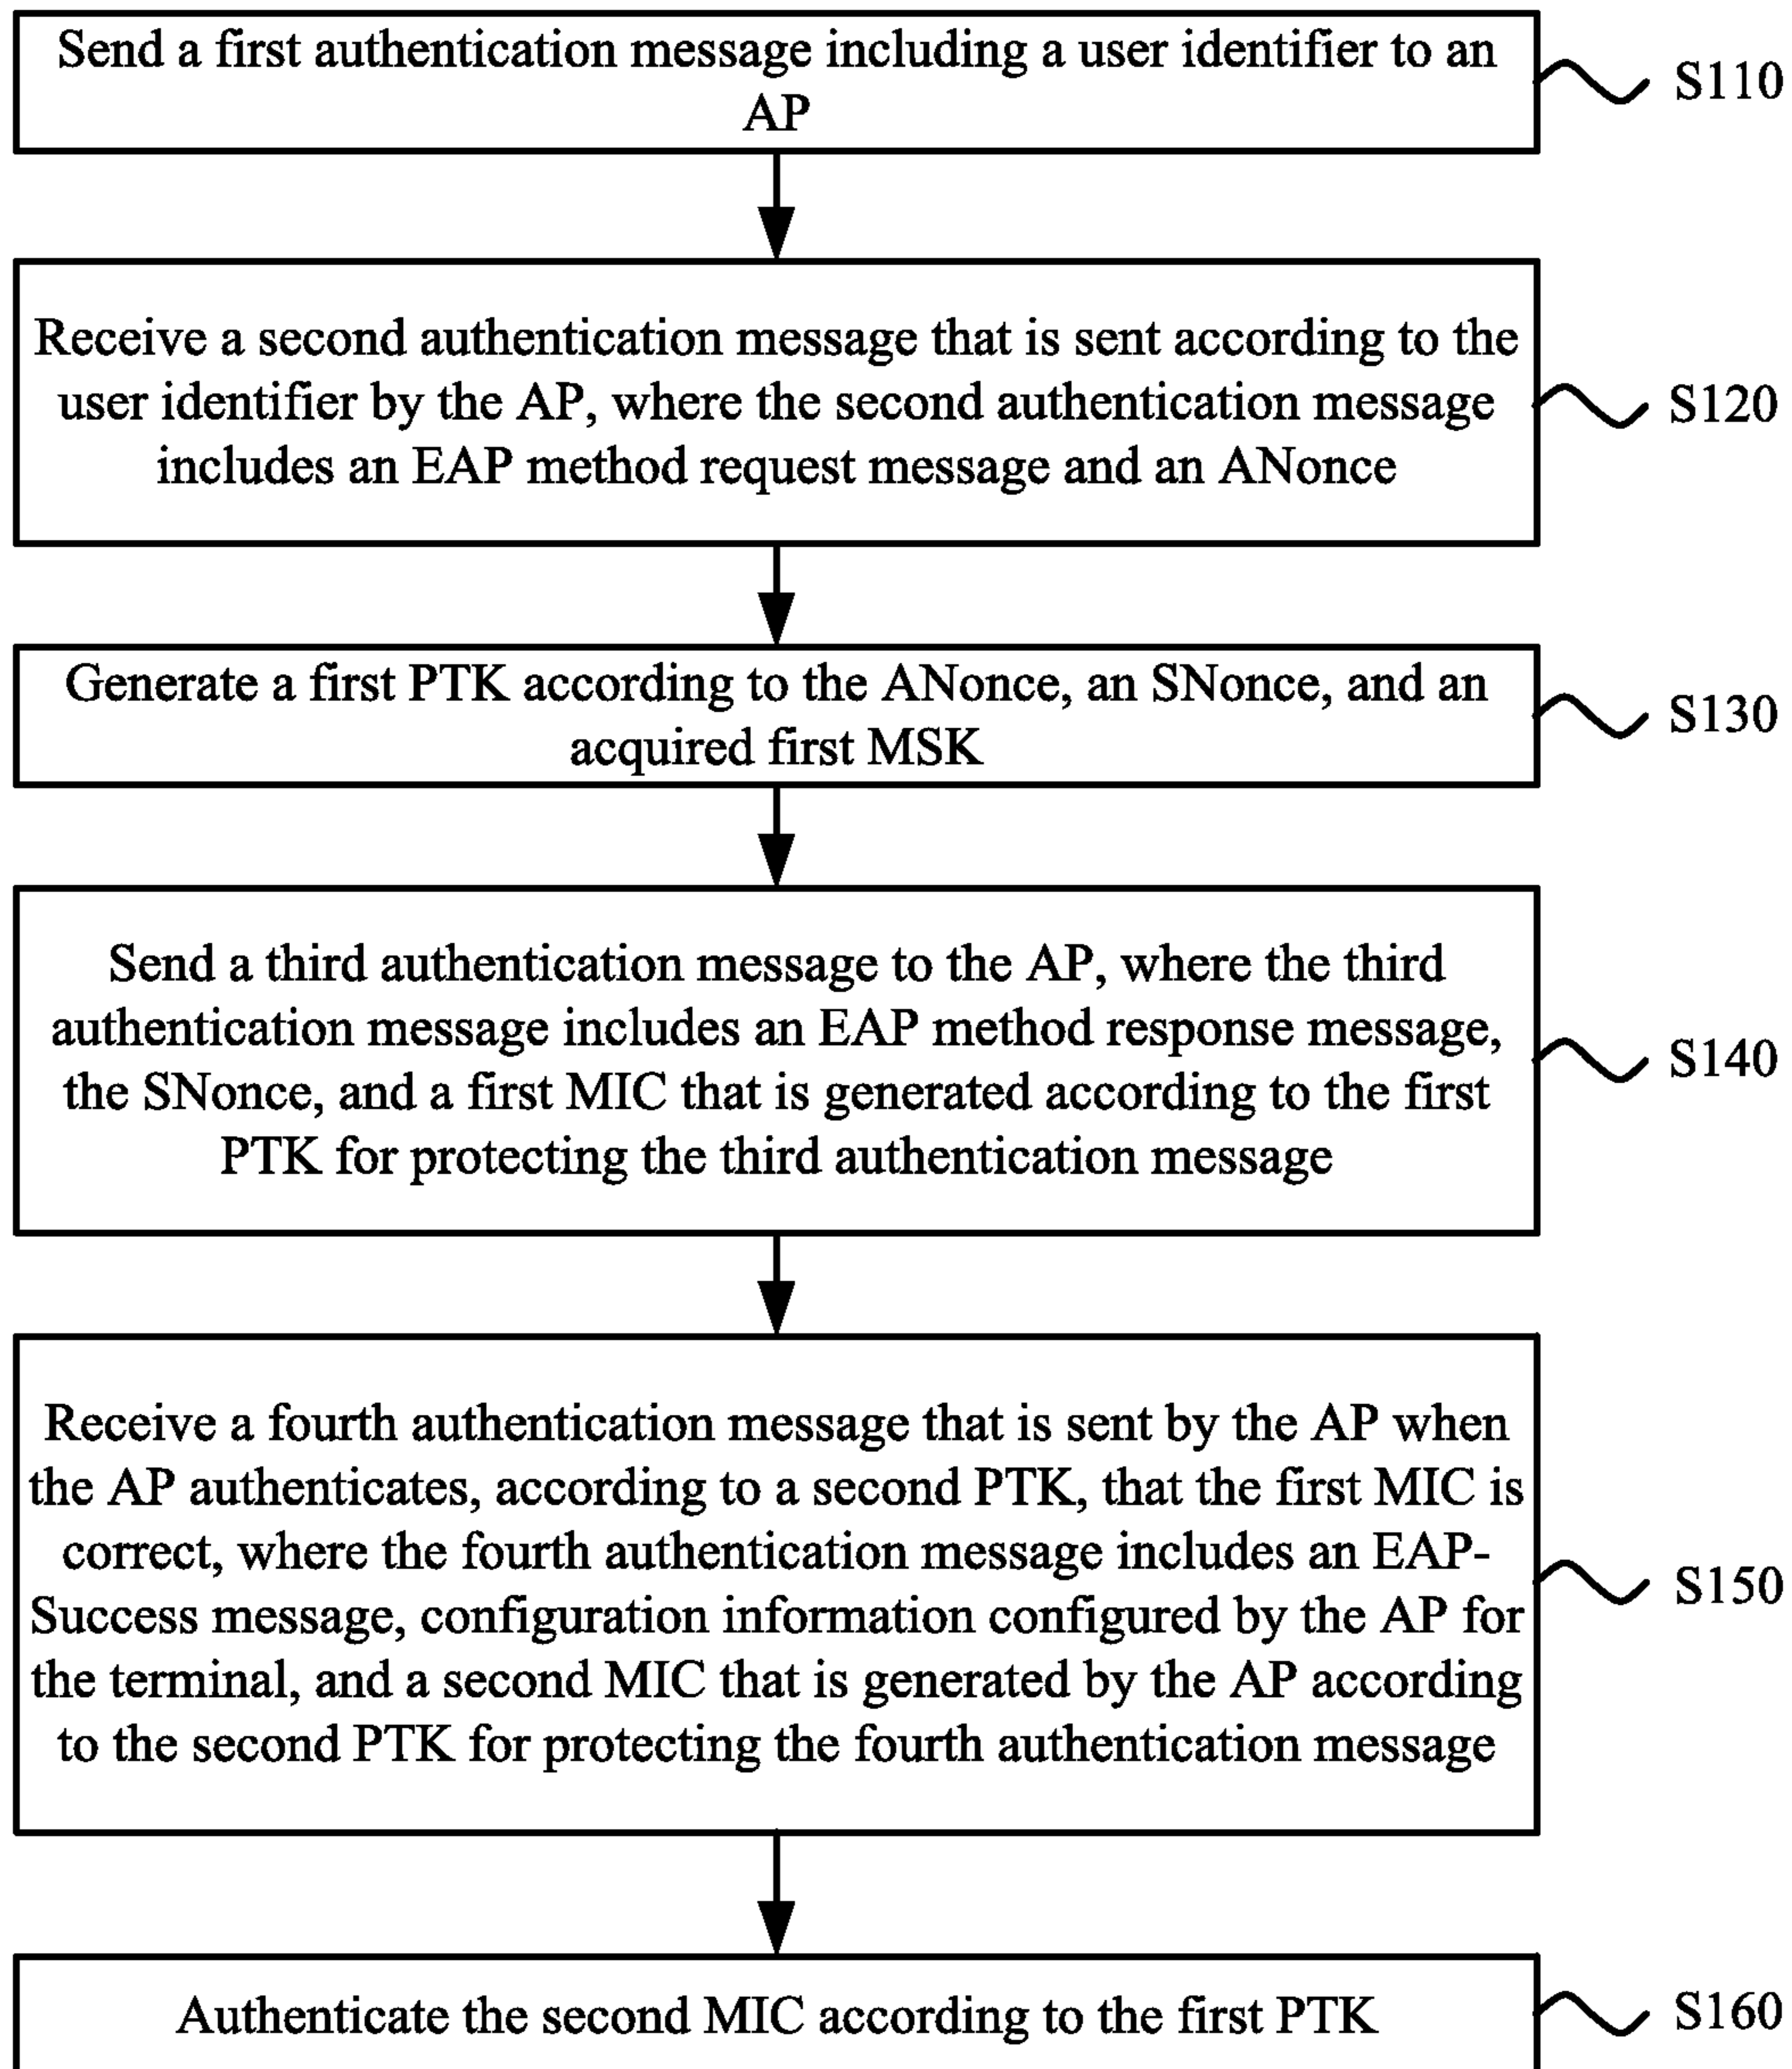 Send a first authentication message including a user identifier to an
AP
S110
Receive a second authentication message that is sent according to the
user identifier by the AP, where the second authentication message
includes an EAP method request message and an ANonce
S120
Generate a first PTK according to the ANonce, an SNonce, and an
acquired first MSK
S130
Send a third authentication message to the AP, where the third
authentication message includes an EAP method response message,
the SNonce, and a first MIC that is generated according to the first
PTK for protecting the third authentication message
S140
Receive a fourth authentication message that is sent by the AP when
the AP authenticates, according to a second PTK, that the first MIC is
correct, where the fourth authentication message includes an EAP-
Success message, configuration information configured by the AP for
the terminal, and a second MIC that is generated by the AP according
to the second PTK for protecting the fourth authentication message
S150
Authenticate the second MIC according to the first PTK
S160